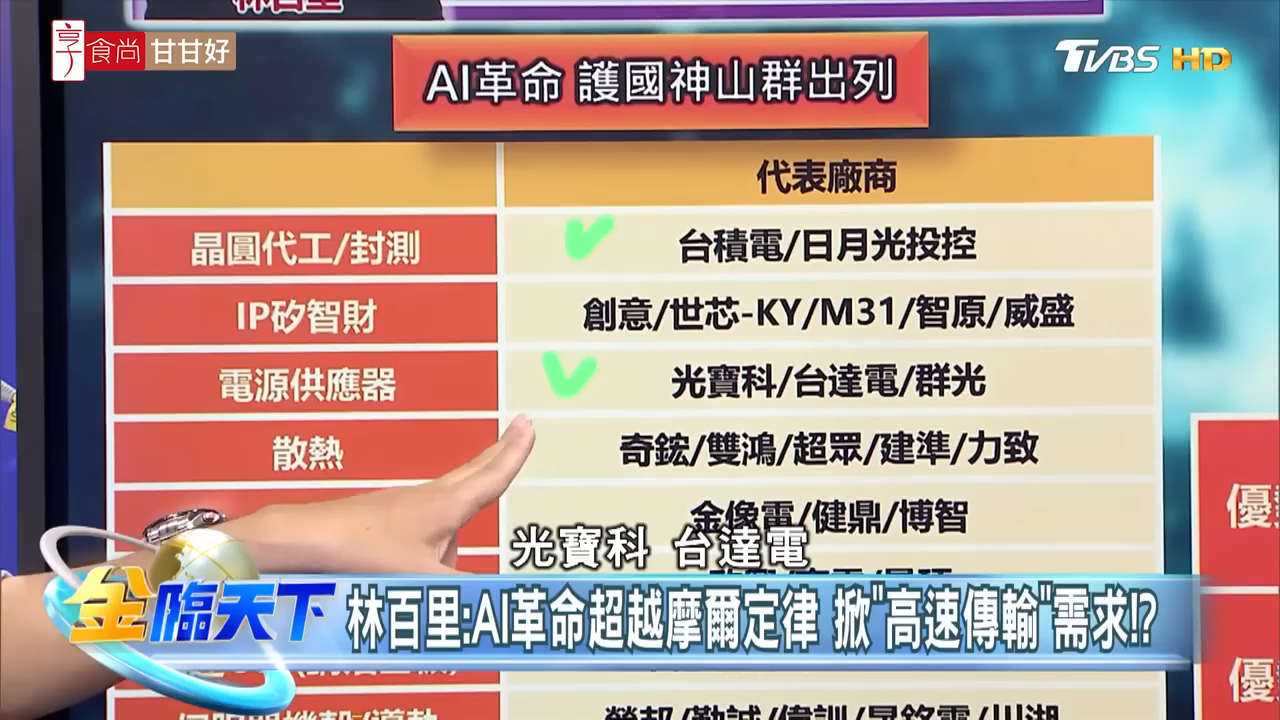 林百里
享食尚 甘甘好
TVBS HD
AI革命 護國神山群出列
代表廠商
晶圓代工/封測 台積電/日月光投控
IP矽智財 創意/世芯-KY/M31/智原/威盛
電源供應器 光寶科/台達電/群光
散熱 奇鋐/雙鴻/超眾/建準/力致
金像電/健鼎/博智
優
光寶科 台達電
金臨天下
林百里:AI革命超越摩爾定律 掀"高速傳輸"需求!?
優